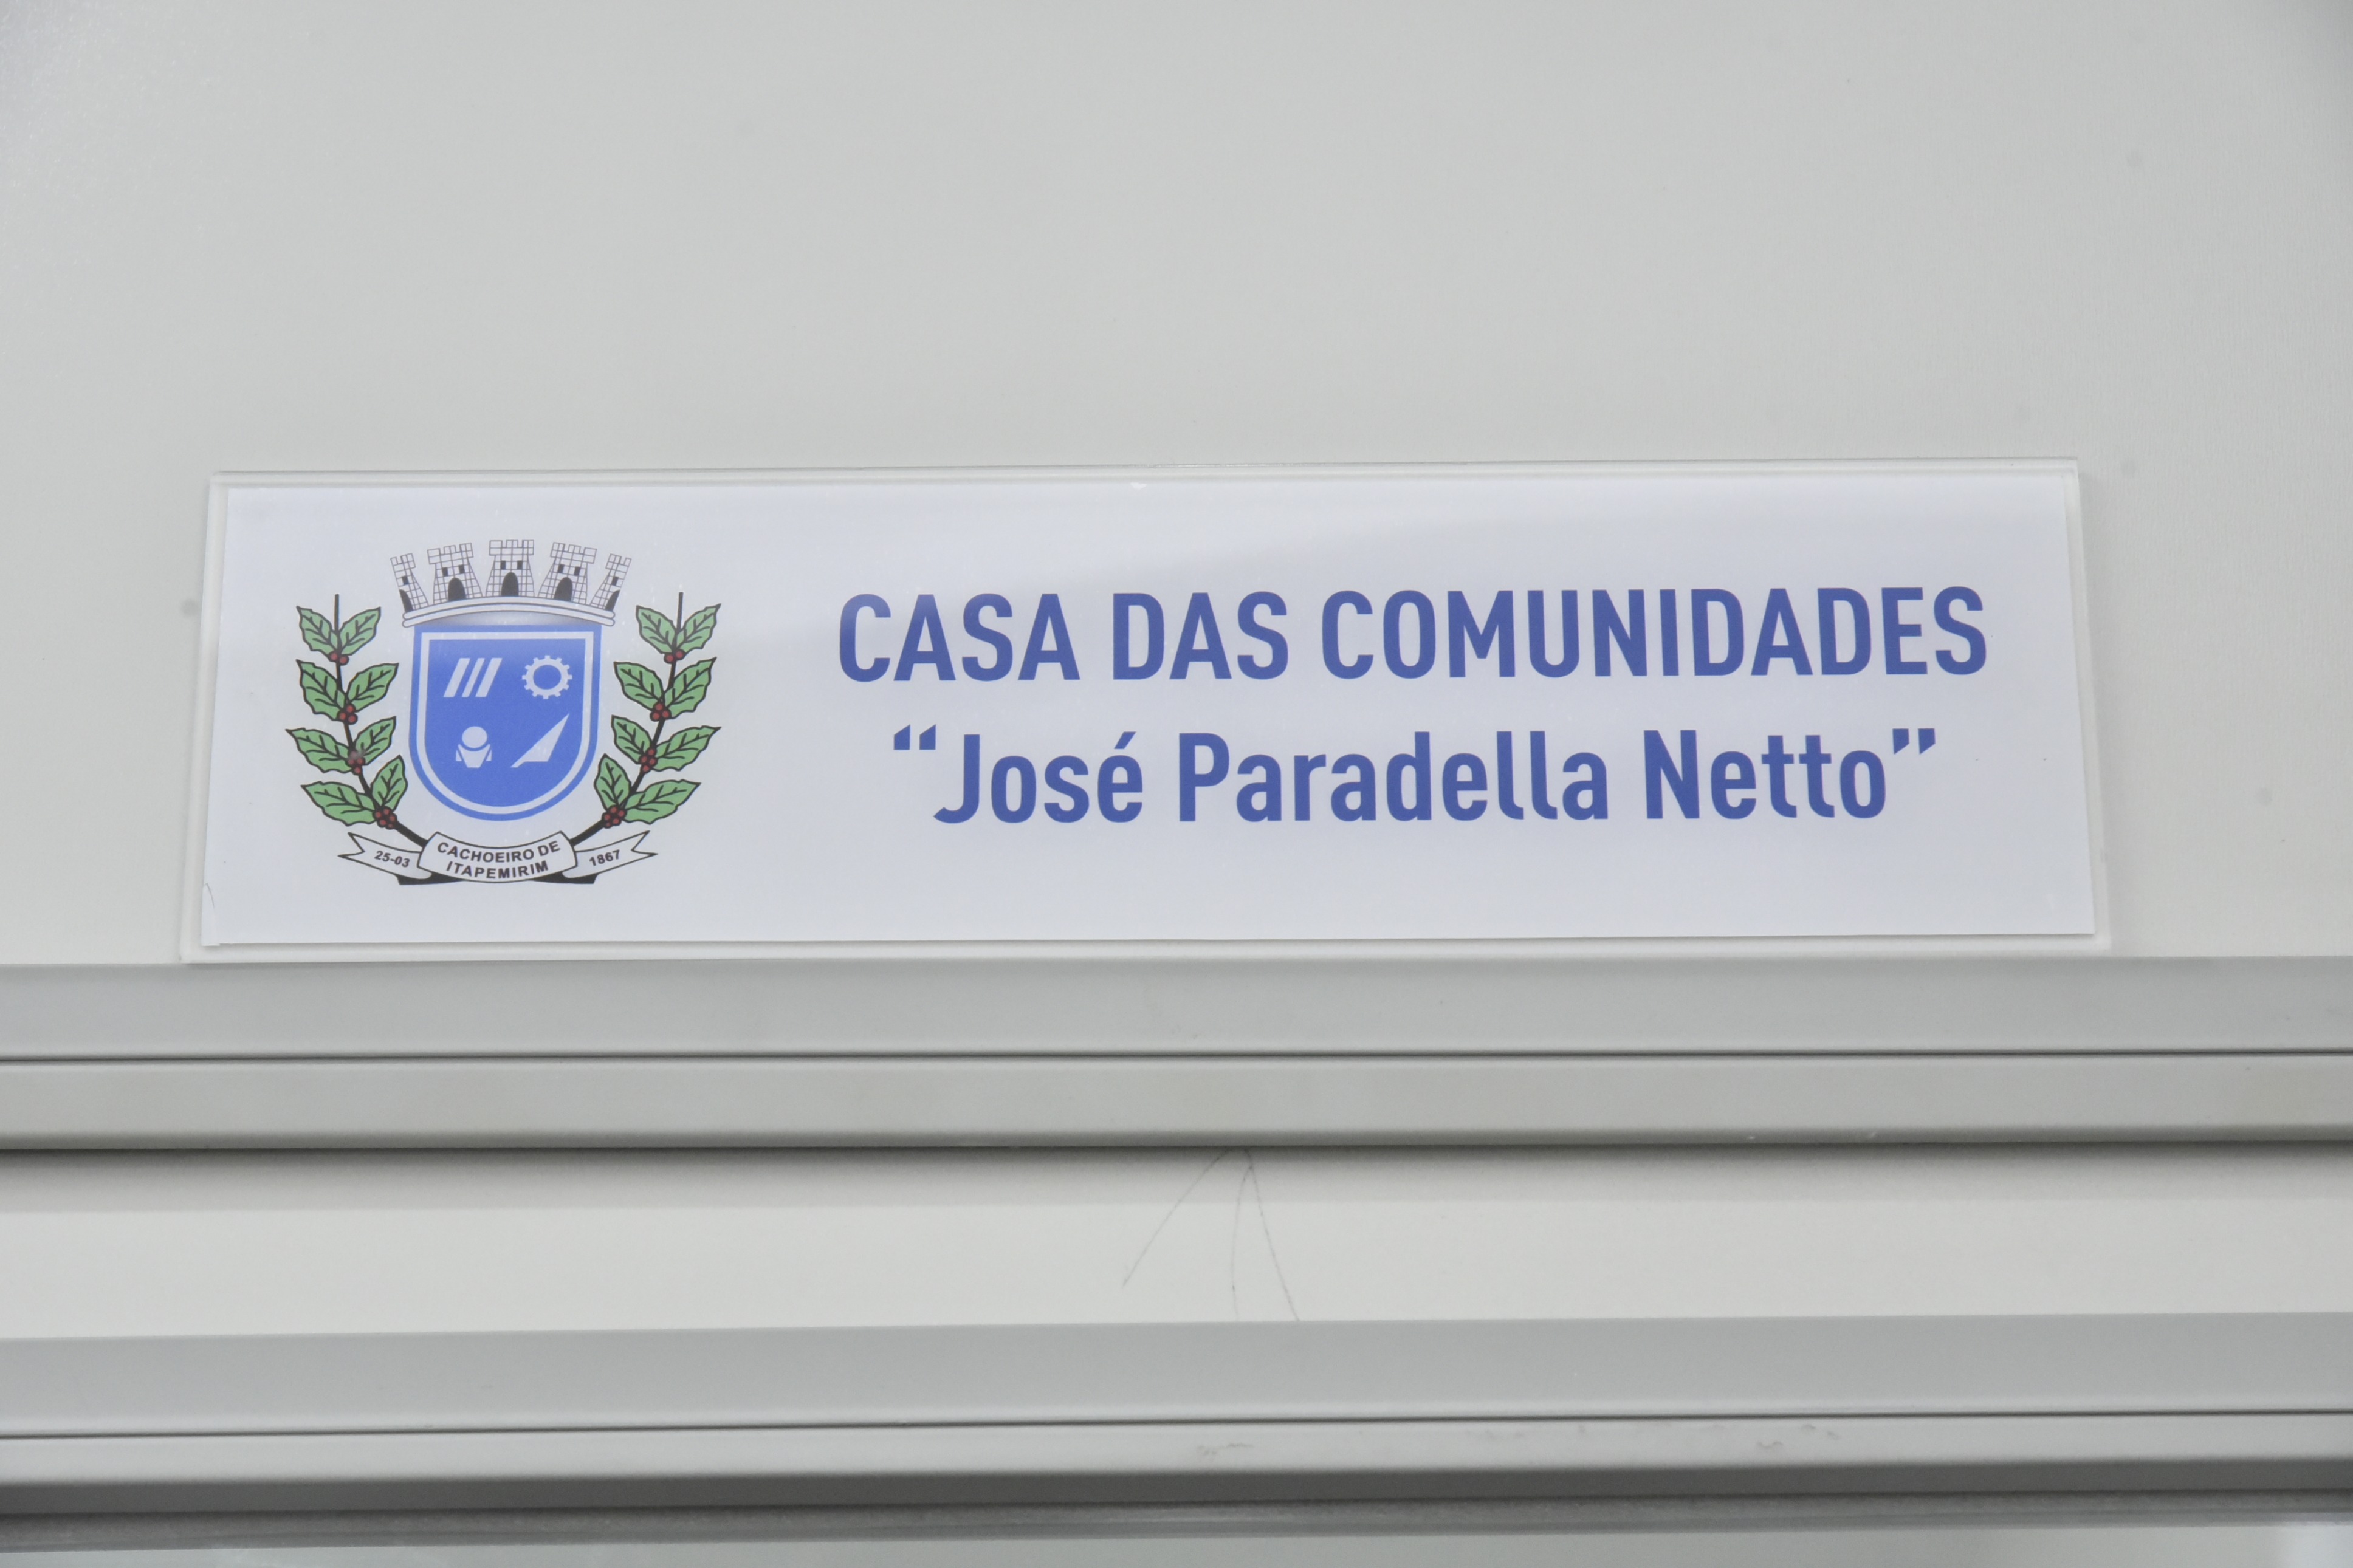 CASA DAS COMUNIDADES
“José Paradella Netto”
25-03
CACHOEIRO DE
ITAPEMIRIM
1867